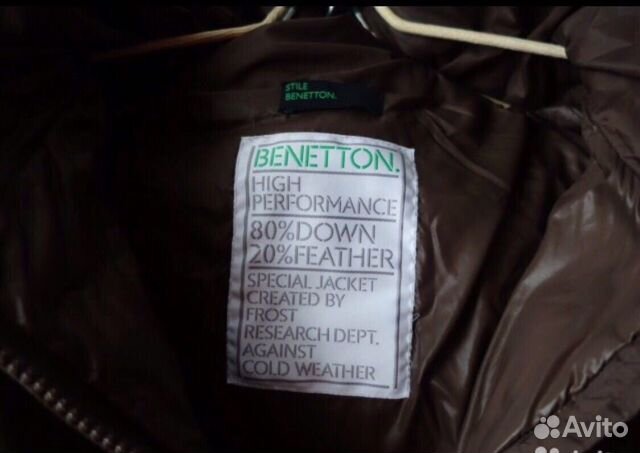 STILE
BENETTON.
BENETTON.
HIGH
PERFORMANCE
80%DOWN
20%FEATHER
SPECIAL JACKET
CREATED BY
FROST
RESEARCH DEPT.
AGAINST
COLD WEATHER
Avito